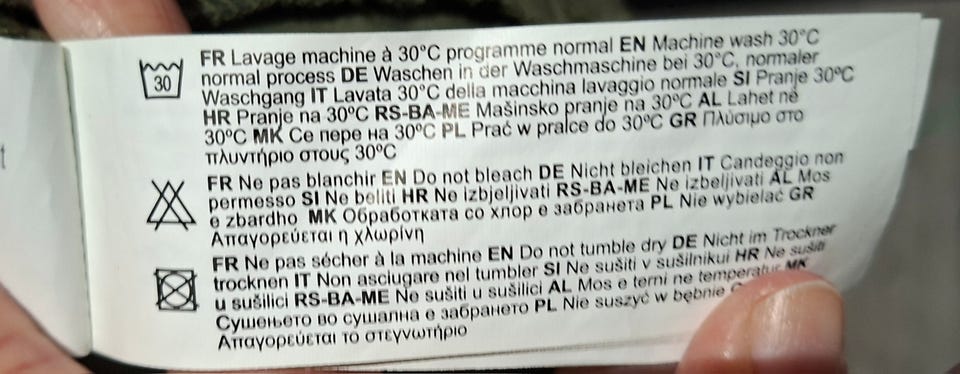 30
FR Lavage machine à 30°C programme normal EN Machine wash 30°C
normal process DE Waschen in der Waschmaschine bei 30°C, normaler
Waschgang IT Lavata 30°C della macchina lavaggio normale SI Pranje 30ºC
HR Pranje na 30°C RS-BA-ME Mašinsko pranje na 30ºC AL Lahet në
30ºC MK Се пере на 30ºC PL Prać w pralce do 30ºC GR Πλύσιμο στο
πλυντήριο στους 30ºC
FR Ne pas blanchir EN Do not bleach DE Nicht bleichen IT Candeggio non
permesso SI Ne beliti HR Ne izbjeljivati RS-BA-ME Ne izbeljivati AL Mos
e zbardho MK Обработката со хлор е забранета PL Nie wybielać GR
Απαγορεύεται η χλωρίνη
FR Ne pas sécher à la machine EN Do not tumble dry DE Nicht im Trockner
trocknen IT Non asciugare nel tumbler SI Ne sušiti v sušilnikui HR Ne sušiti
u sušilici RS-BA-ME Ne sušiti u sušilici AL Mos e terni ne temperatur MK
Сушењето во сушална е забрането PL Nie suszyć w bębnie
Απαγορεύεται το στεγνωτήριο